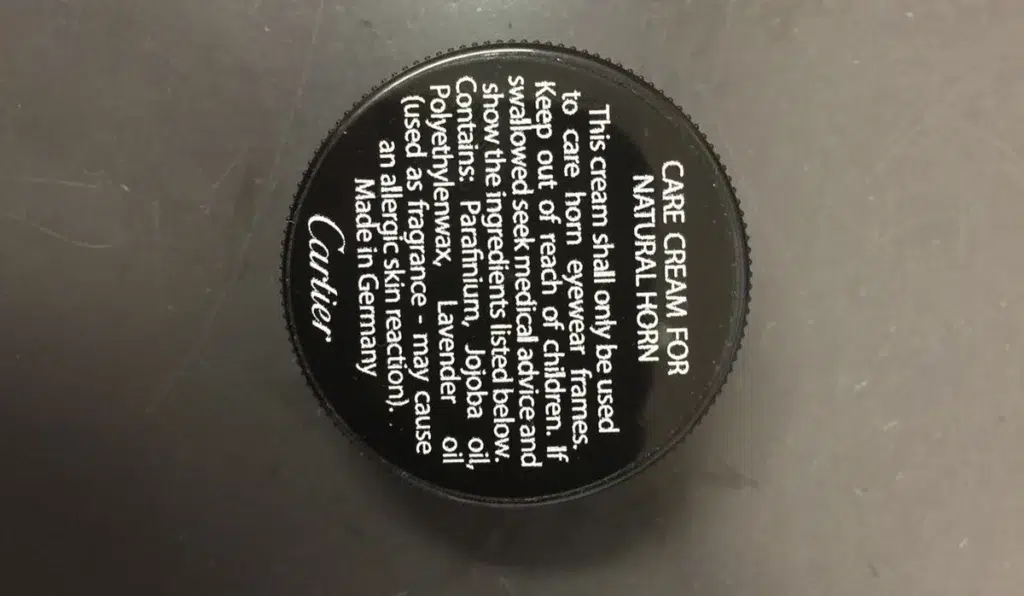 CARE CREAM FOR
NATURAL HORN
This cream shall only be used
to care horn eyewear frames.
Keep out of reach of children. If
swallowed seek medical advice and
show the ingredients listed below.
Contains: Parafinium, Jojoba oil,
Polyethylenwax, Lavender oil
(used as fragrance - may cause
an allergic skin reaction).
Made in Germany
Cartier